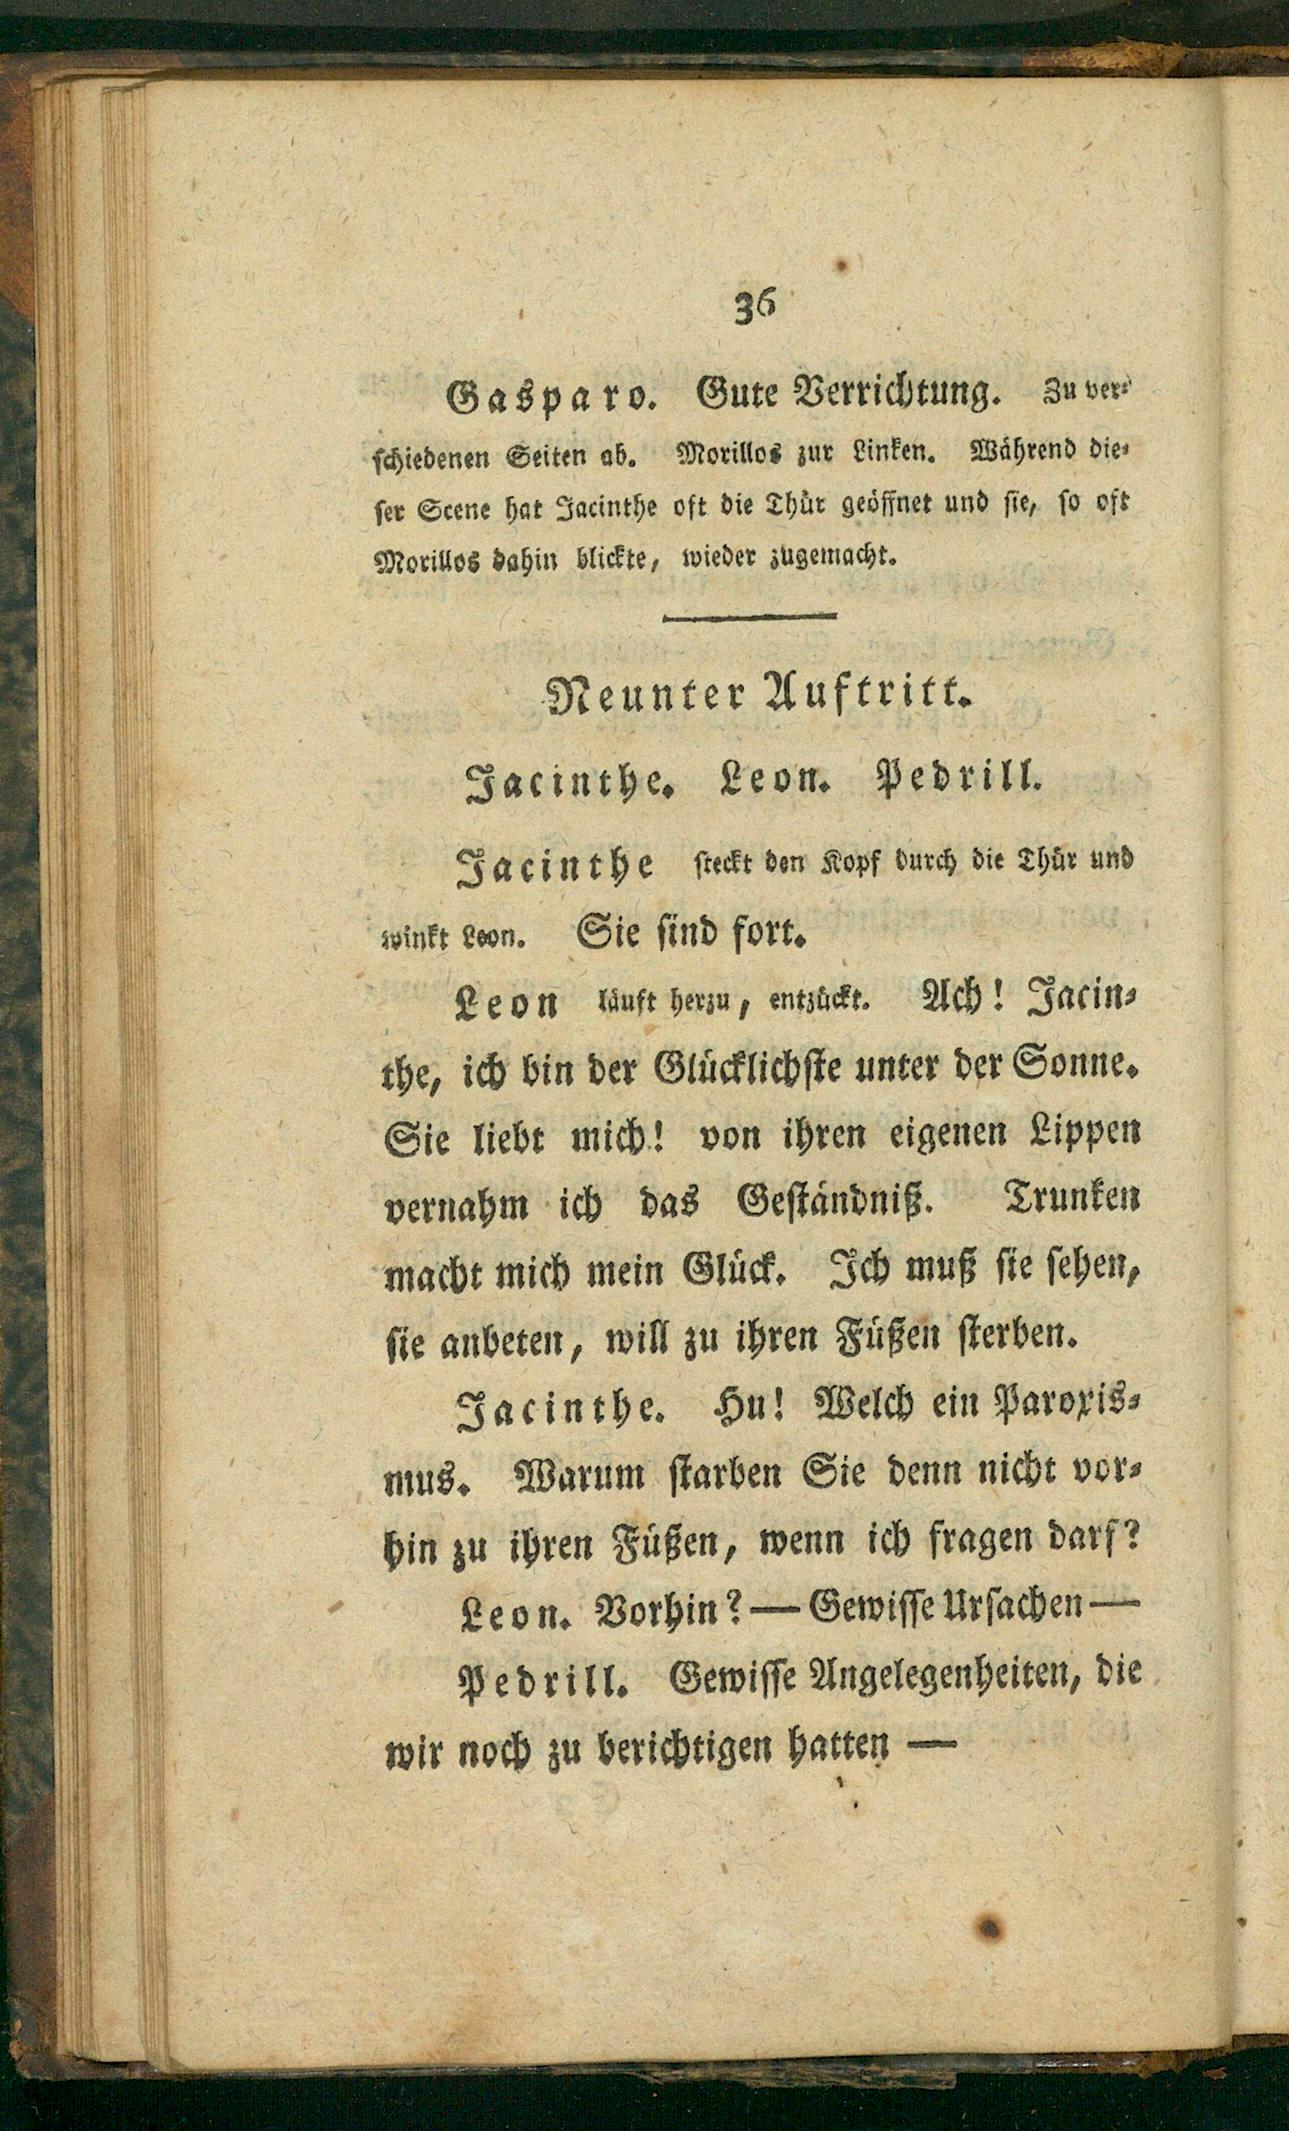 36
Gasparo. Gute Verrichtung. Zu ver-
schiedenen Seiten ab. Morillos zur Linken. Während die-
ser Scene hat Jacinthe oft die Thür geöffnet und sie, so oft
Morillos dahin blickte, wieder zugemacht.
Neunter Auftritt.
Jacinthe. Leon. Pedrill.
Jacinthe steckt den Kopf durch die Thür und
winkt Leon. Sie sind fort.
Leon läuft herzu, entzückt. Ach! Jacin-
the, ich bin der Glücklichste unter der Sonne.
Sie liebt mich! von ihren eigenen Lippen
vernahm ich das Geständniß. Trunken
macht mich mein Glück. Ich muß sie sehen,
sie anbeten, will zu ihren Füßen sterben.
Jacinthe. Hu! Welch ein Paroxis-
mus. Warum starben Sie denn nicht vor-
hin zu ihren Füßen, wenn ich fragen darf?
Leon. Vorhin? — Gewisse Ursachen —
Pedrill. Gewisse Angelegenheiten, die
wir noch zu berichtigen hatten —